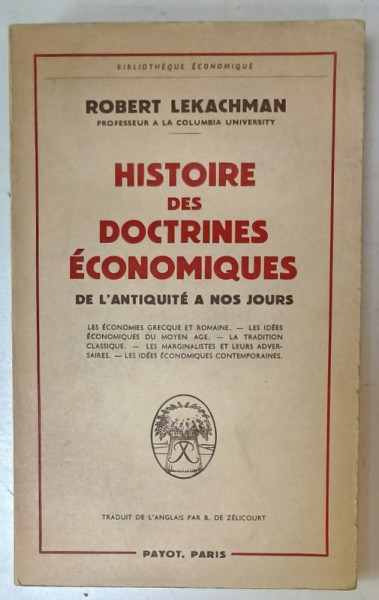 BIBLIOTHÈQUE ÉCONOMIQUE
ROBERT LEKACHMAN
PROFESSEUR A LA COLUMBIA UNIVERSITY
HISTOIRE
DES
DOCTRINES
ÉCONOMIQUES
DE L'ANTIQUITÉ A NOS JOURS
LES ÉCONOMIES GRECQUE ET ROMAINE. — LES IDÉES
ÉCONOMIQUES DU MOYEN AGE. — LA TRADITION
CLASSIQUE. — LES MARGINALISTES ET LEURS ADVER-
SAIRES. — LES IDÉES ÉCONOMIQUES CONTEMPORAINES.
TRADUIT DE L'ANGLAIS PAR B. DE ZÉLICOURT
PAYOT, PARIS